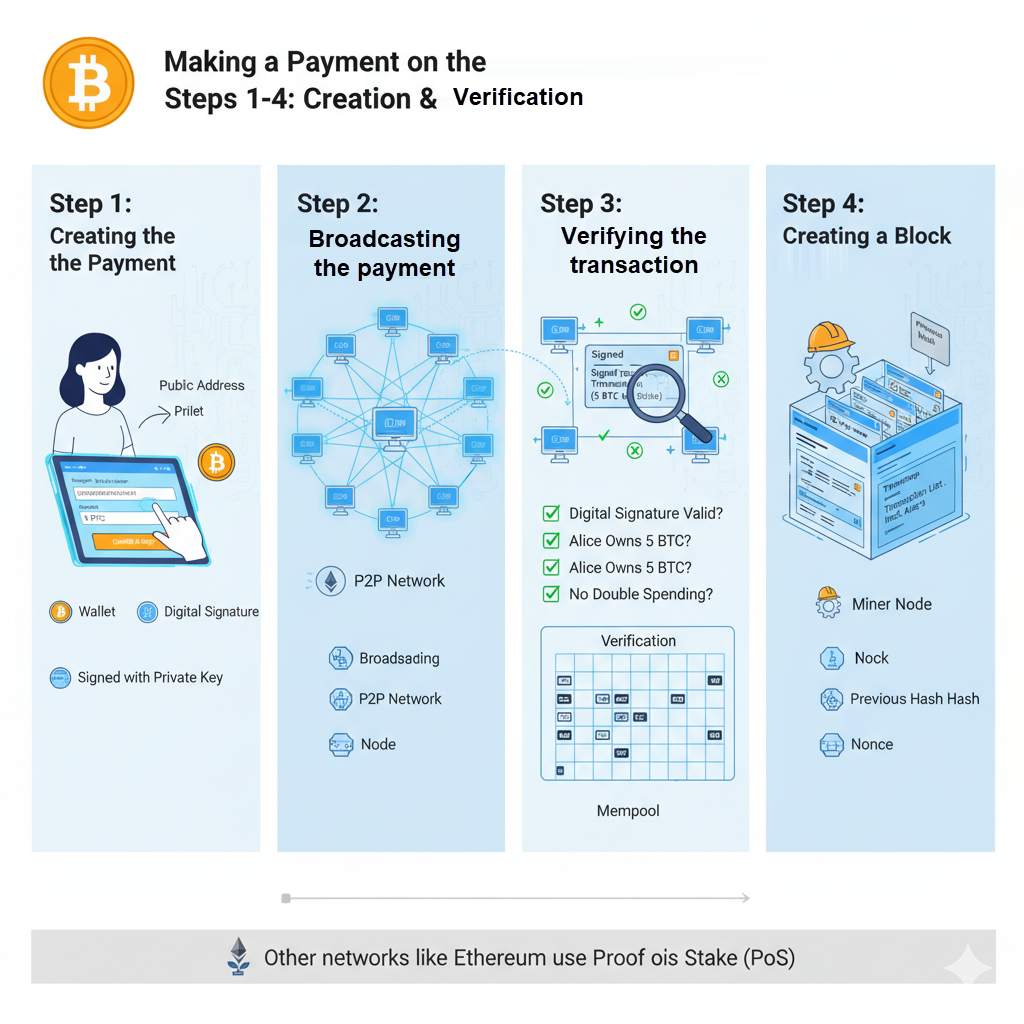 Making a Payment on the
Steps 1-4: Creation & Verification
Step 1:
Creating the
the Payment
Pubic Address
Prilet
Wallet
Digital Signature
Signed with Private Key
Step 2:
Broadcasting
the payment
P2P Network
Broadsading
P2P Network
Node
Step 3:
Verifying the
transaction
Signed
(5 BTC
Digital Signature Valid?
Alice Owns 5 BTC?
Alice Owns 5 BTC?
No Double Spending?
Verification
Mempool
Step 4:
Creating a Block
Miner Node
Nock
Previous Hash Hash
Nonce
Other networks like Ethereum use Proof ois Stake (PoS)